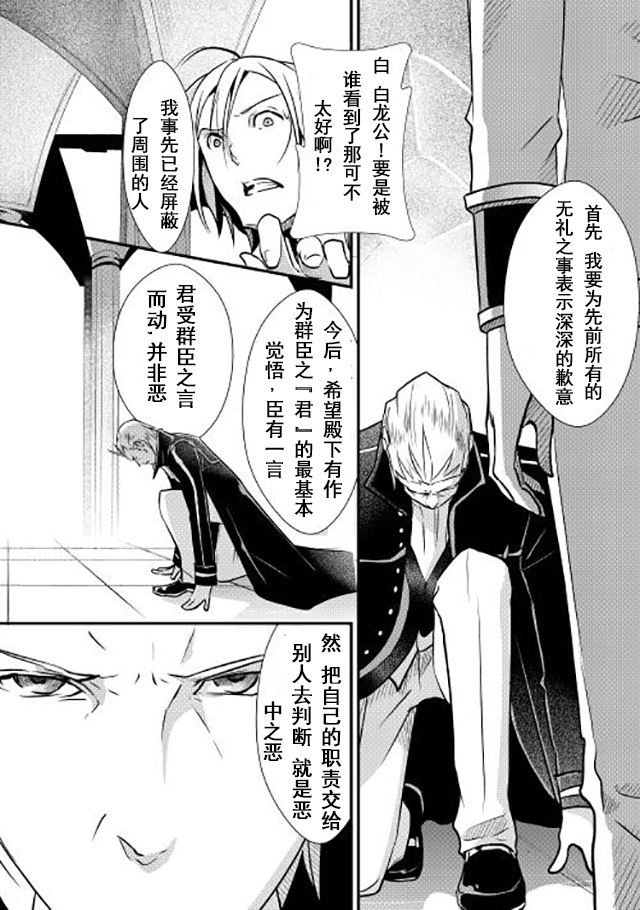 首先 我要为先前所有的
无礼之事表示深深的歉意
白 白龙公!要是被
谁看到了那可不
太好啊!?
我事先已经屏蔽
了周围的人
今后,希望殿下有作
为群臣之『君』的最基本
觉悟,臣有一言
君受群臣之言
而动,并非恶
然 把自己的职责交给
别人去判断 就是恶
中之恶